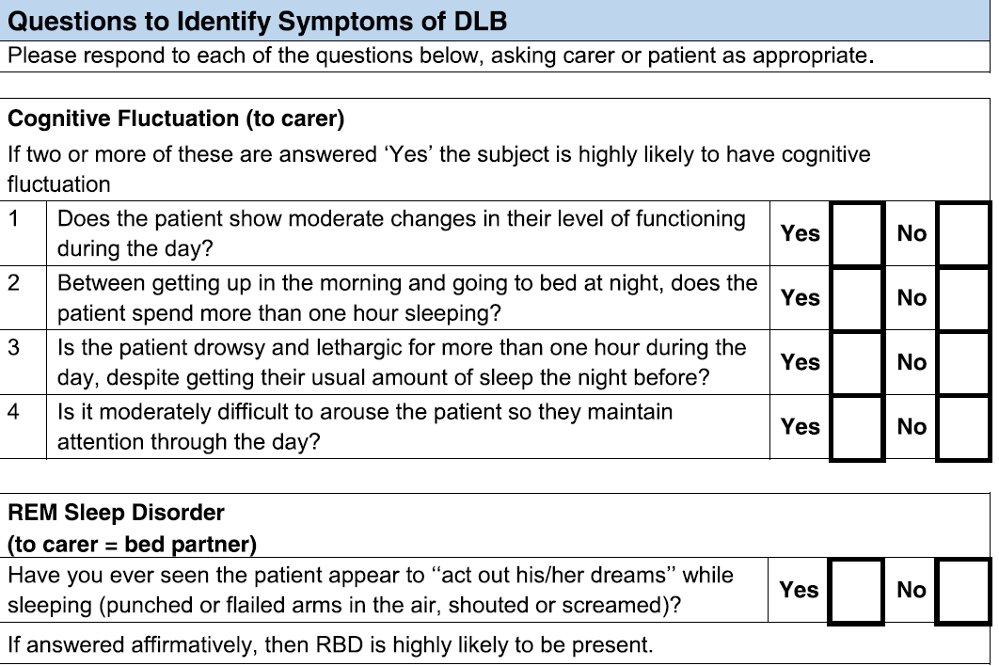 Questions to Identify Symptoms of DLB
Please respond to each of the questions below, asking carer or patient as appropriate.
Cognitive Fluctuation (to carer)
If two or more of these are answered ‘Yes’ the subject is highly likely to have cognitive
fluctuation
1 Does the patient show moderate changes in their level of functioning Yes No
during the day?
2 Between getting up in the morning and going to bed at night, does the Yes No
patient spend more than one hour sleeping?
3 Is the patient drowsy and lethargic for more than one hour during the Yes No
day, despite getting their usual amount of sleep the night before?
4 Is it moderately difficult to arouse the patient so they maintain Yes No
attention through the day?
REM Sleep Disorder
(to carer = bed partner)
Have you ever seen the patient appear to ‘‘act out his/her dreams’’ while Yes No
sleeping (punched or flailed arms in the air, shouted or screamed)?
If answered affirmatively, then RBD is highly likely to be present.